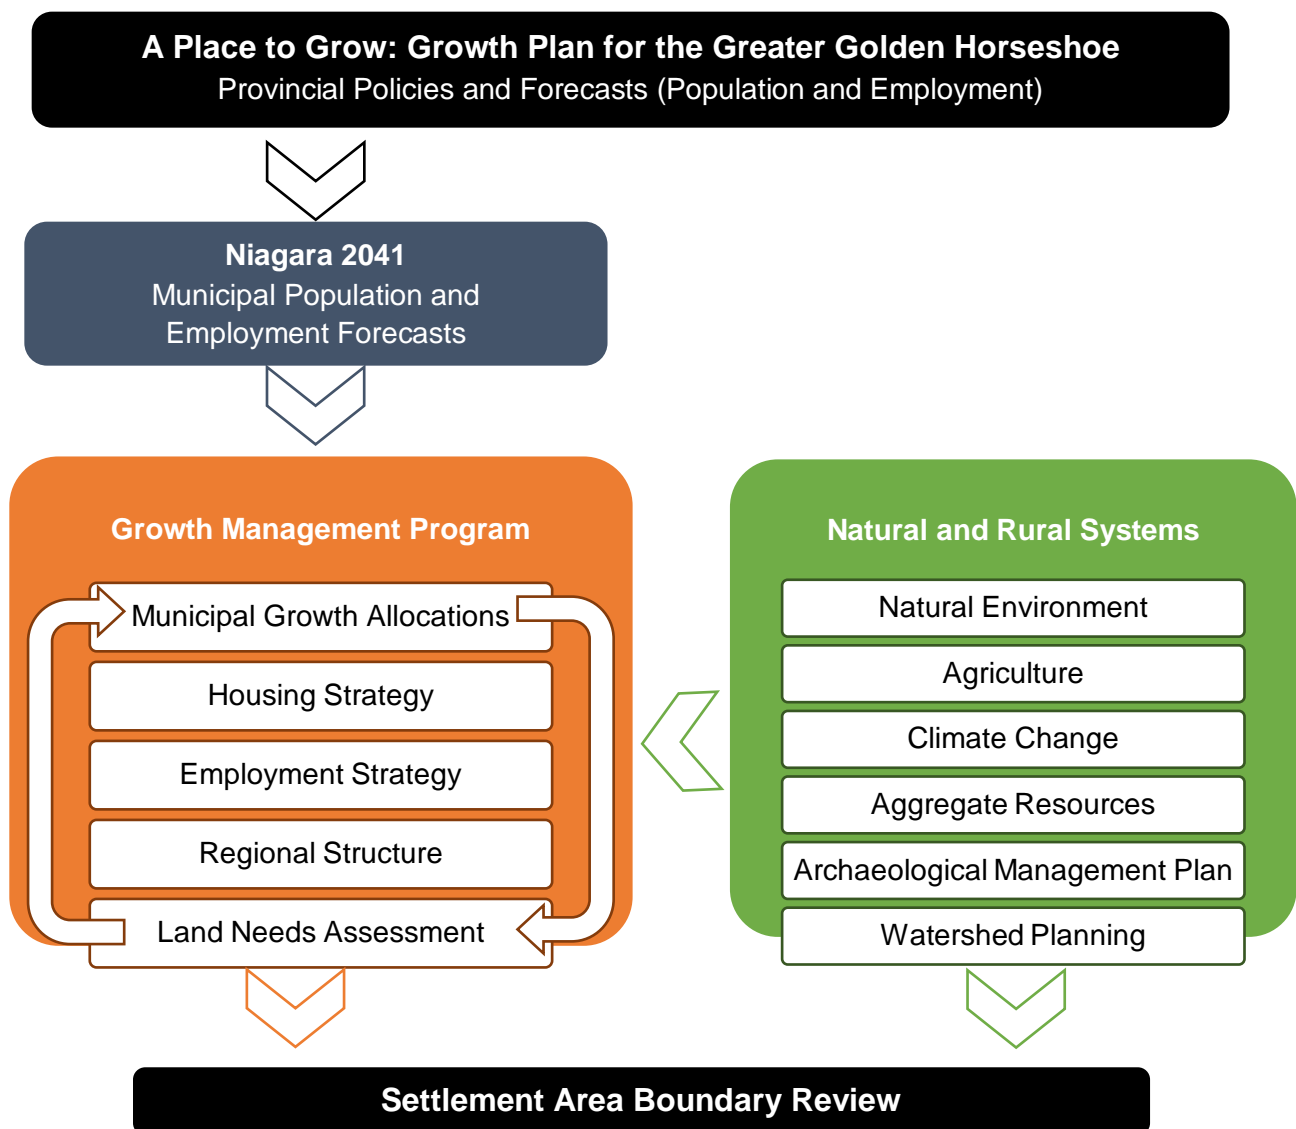 A Place to Grow: Growth Plan for the Greater Golden Horseshoe
Provincial Policies and Forecasts (Population and Employment)
Niagara 2041
Municipal Population and
Employment Forecasts
Growth Management Program
Municipal Growth Allocations
Housing Strategy
Employment Strategy
Regional Structure
Land Needs Assessment
Natural and Rural Systems
Natural Environment
Agriculture
Climate Change
Aggregate Resources
Archaeological Management Plan
Watershed Planning
Settlement Area Boundary Review